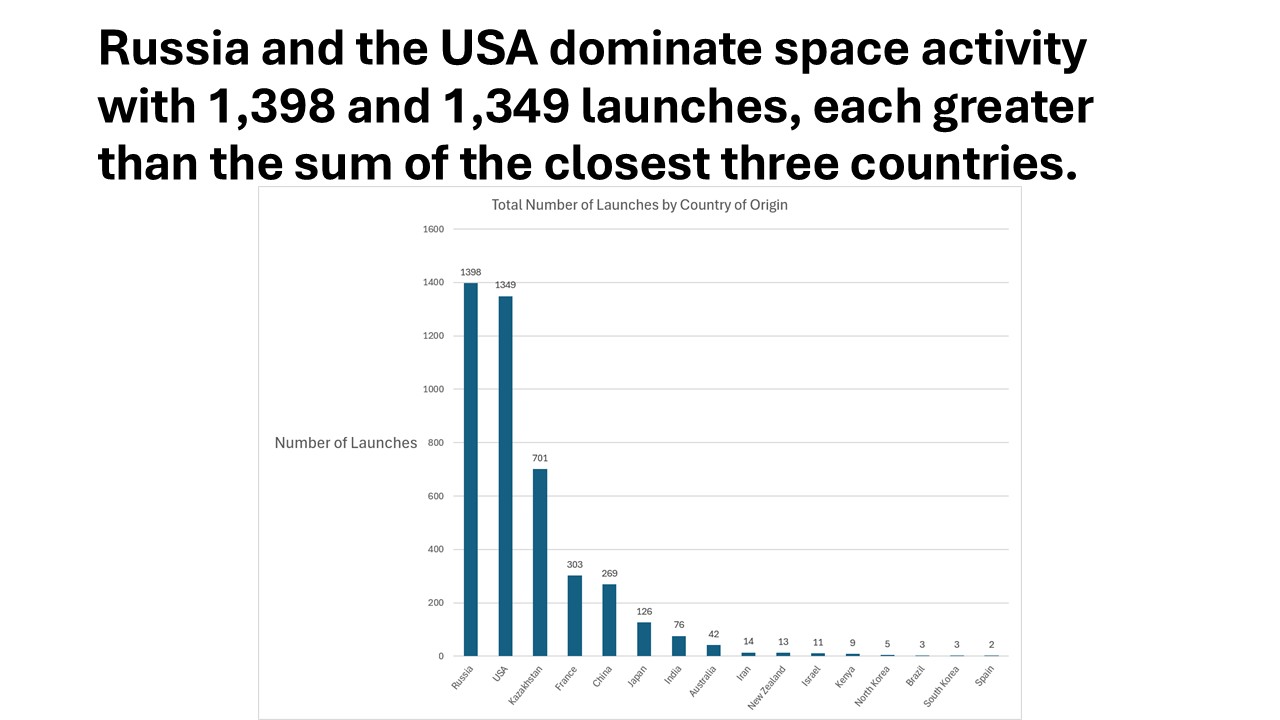 Russia and the USA dominate space activity
with 1,398 and 1,349 launches, each greater
than the sum of the closest three countries.
Total Number of Launches by Country of Origin
Number of Launches
1600
1400
1200
1000
800
600
400
200
0
1398
1349
701
303
269
126
76
42
14
13
11
9
5
3
3
2
Russia
USA
Kazakhstan
France
China
Japan
India
Australia
Iran
New Zealand
Israel
Kenya
North Korea
Brazil
South Korea
Spain